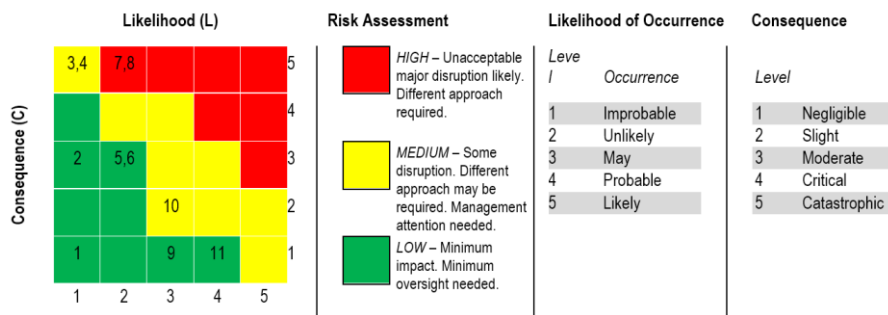 Likelihood (L)
Consequence (C)
3,4 7,8 5
4
2 5,6 3
10 2
1 9 11 1
1 2 3 4 5
Risk Assessment
HIGH – Unacceptable
major disruption likely.
Different approach
required.
MEDIUM – Some
disruption. Different
approach may be
required. Management
attention needed.
LOW – Minimum
impact. Minimum
oversight needed.
Likelihood of Occurrence
Leve
l Occurrence
1 Improbable
2 Unlikely
3 May
4 Probable
5 Likely
Consequence
Level
1 Negligible
2 Slight
3 Moderate
4 Critical
5 Catastrophic